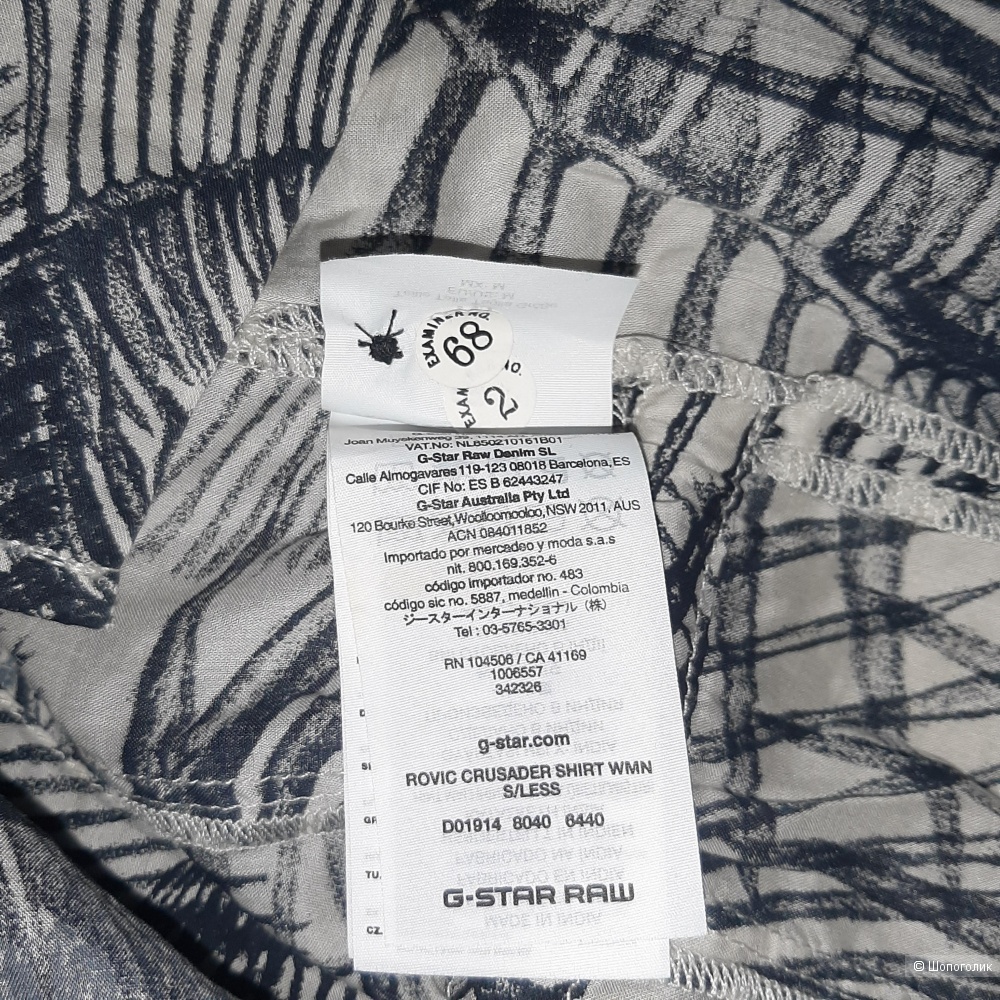 EXAMINER NO.
68
2
VAT.No: NL850210161B01
G-Star Raw Denim SL
Calle Almogavares 119-123 08018 Barcelona, ES
CIF No: ES B 62443247
G-Star Australia Pty Ltd
120 Bourke Street, Woolloomooloo, NSW 2011, AUS
ACN 084011852
Importado por mercadeo y moda s.a.s
nit. 800.169.352-6
código importador no. 483
código sic no. 5887, medellin - Colombia
ジースターインターナショナル（株）
Tel : 03-5765-3301
RN 104506 / CA 41169
1006557
342326
g-star.com
ROVIC CRUSADER SHIRT WMN
S/LESS
D01914 8040 6440
G-STAR RAW
TU.
CZ.
© Шопоголик